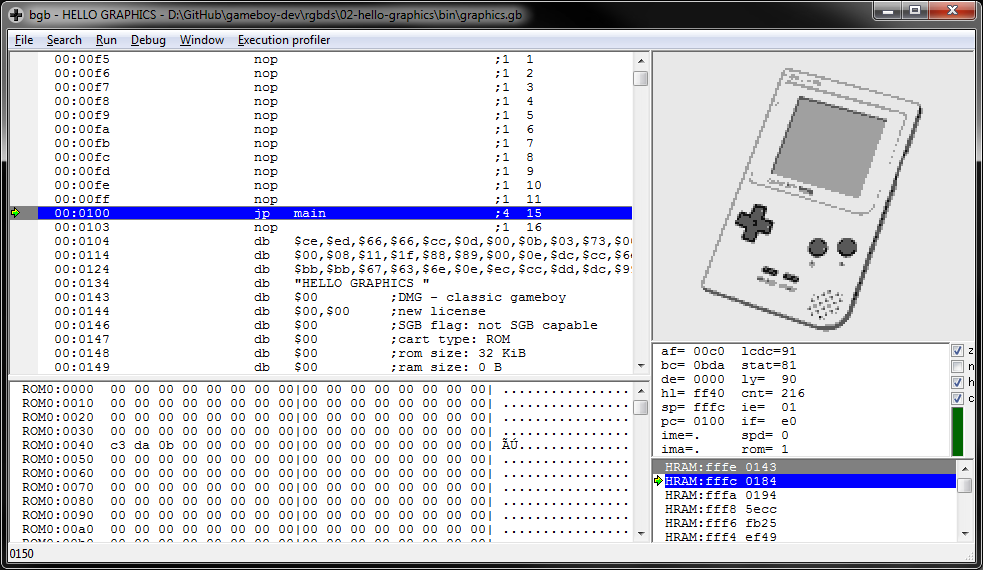 bgb - HELLO GRAPHICS - D:\GitHub\gameboy-dev\rgbds\02-hello-graphics\bin\graphics.gb
File Search Run Debug Window Execution profiler
00:00f5 nop ;1 1
00:00f6 nop ;1 2
00:00f7 nop ;1 3
00:00f8 nop ;1 4
00:00f9 nop ;1 5
00:00fa nop ;1 6
00:00fb nop ;1 7
00:00fc nop ;1 8
00:00fd nop ;1 9
00:00fe nop ;1 10
00:00ff nop ;1 11
00:0100 jp main ;4 15
00:0103 nop ;1 16
00:0104 db $ce,$ed,$66,$66,$cc,$0d,$00,$0b,$03,$73,$0
00:0114 db $00,$08,$11,$1f,$88,$89,$00,$0e,$dc,$cc,$6
00:0124 db $bb,$bb,$67,$63,$6e,$0e,$ec,$cc,$dd,$dc,$9
00:0134 db "HELLO GRAPHICS "
00:0143 db $00 ;DMG - classic gameboy
00:0144 db $00,$00 ;new license
00:0146 db $00 ;SGB flag: not SGB capable
00:0147 db $00 ;cart type: ROM
00:0148 db $00 ;rom size: 32 KiB
00:0149 db $00 ;ram size: 0 B
ROM0:0000 00 00 00 00 00 00 00 00|00 00 00 00 00 00 00 00| ...............
ROM0:0010 00 00 00 00 00 00 00 00|00 00 00 00 00 00 00 00| ...............
ROM0:0020 00 00 00 00 00 00 00 00|00 00 00 00 00 00 00 00| ...............
ROM0:0030 00 00 00 00 00 00 00 00|00 00 00 00 00 00 00 00| ...............
ROM0:0040 c3 da 0b 00 00 00 00 00|00 00 00 00 00 00 00 00| ÃÚ.............
ROM0:0050 00 00 00 00 00 00 00 00|00 00 00 00 00 00 00 00| ...............
ROM0:0060 00 00 00 00 00 00 00 00|00 00 00 00 00 00 00 00| ...............
ROM0:0070 00 00 00 00 00 00 00 00|00 00 00 00 00 00 00 00| ...............
ROM0:0080 00 00 00 00 00 00 00 00|00 00 00 00 00 00 00 00| ...............
ROM0:0090 00 00 00 00 00 00 00 00|00 00 00 00 00 00 00 00| ...............
ROM0:00a0 00 00 00 00 00 00 00 00|00 00 00 00 00 00 00 00| ...............
af= 00c0 lcdc=91
bc= 0bda stat=81
de= 0000 ly= 90
hl= ff40 cnt= 216
sp= fffc ie= 01
pc= 0100 if= e0
ime=. spd= 0
ima=. rom= 1
z
n
h
c
HRAM:fffe 0143
HRAM:fffc 0184
HRAM:fffa 0194
HRAM:fff8 5ecc
HRAM:fff6 fb25
HRAM:fff4 ef49
0150